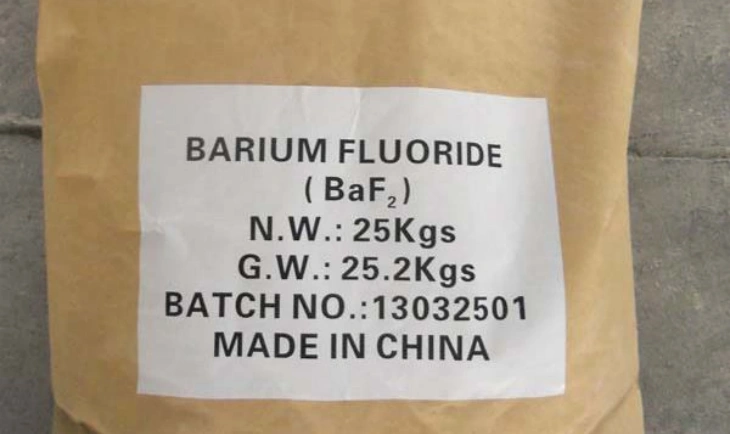 BARIUM FLUORIDE
( BaF₂ )
N.W.: 25Kgs
G.W.: 25.2Kgs
BATCH NO.:13032501
MADE IN CHINA